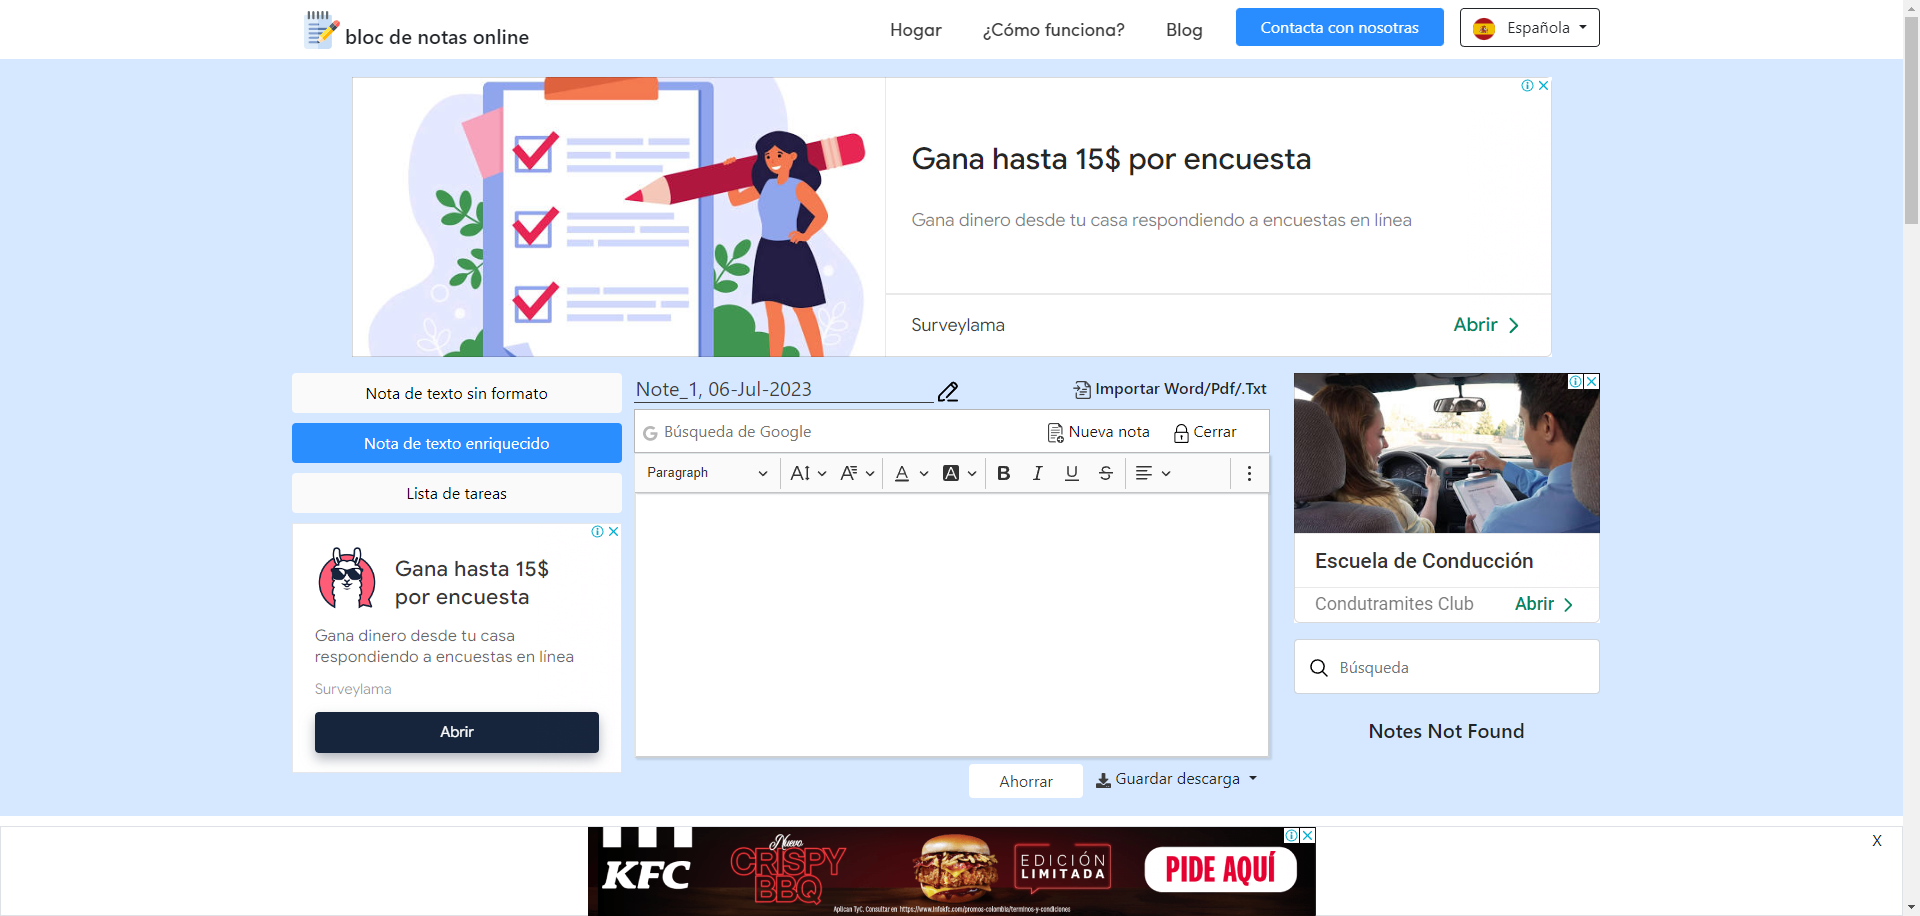 bloc de notas online
Hogar
¿Cómo funciona?
Blog
Contacta con nosotras
Española
Gana hasta 15$ por encuesta
Gana dinero desde tu casa respondiendo a encuestas en línea
Surveylama
Abrir
Nota de texto sin formato
Nota de texto enriquecido
Lista de tareas
Gana hasta 15$
por encuesta
Gana dinero desde tu casa
respondiendo a encuestas en línea
Surveylama
Abrir
Note_1, 06-Jul-2023
Importar Word/Pdf/.Txt
Búsqueda de Google
Nueva nota
Cerrar
Paragraph
Ahorrar
Guardar descarga
Escuela de Conducción
Condutramites Club
Abrir
Búsqueda
Notes Not Found
X
KFC
Nuevo
CRISPY
BBQ
EDICIÓN
LIMITADA
PIDE AQUÍ
Aplican TyC. Consultar en https://www.infokfc.com/promos-colombia/terminos-y-condiciones